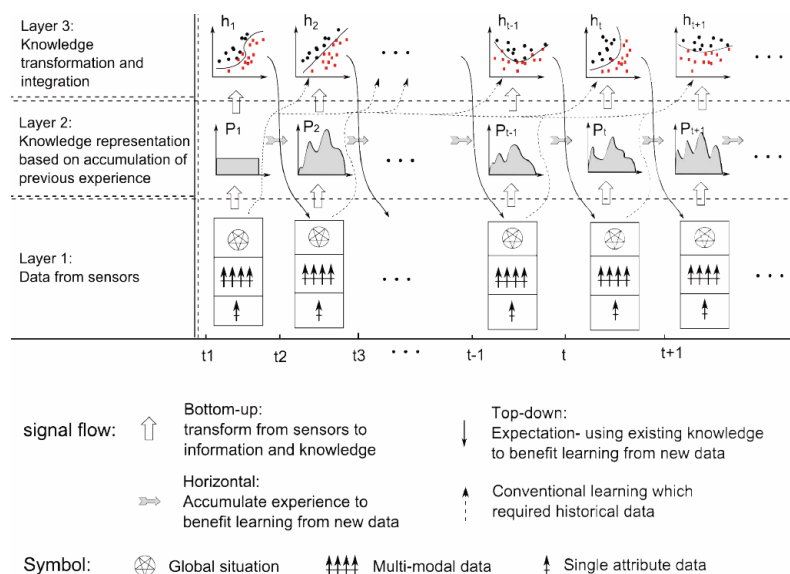 Layer 3:
Knowledge
transformation and
integration
h1
h2
ht-1
ht
ht+1
Layer 2:
Knowledge representation
based on accumulation of
previous experience
P1
P2
Pt-1
Pt
Pt+1
Layer 1:
Data from sensors
t1
t2
t3
t-1
t
t+1
signal flow:
Bottom-up:
transform from sensors to
information and knowledge
Top-down:
Expectation- using existing knowledge
to benefit learning from new data
Horizontal:
Accumulate experience to
benefit learning from new data
Conventional learning which
required historical data
Symbol:
Global situation
Multi-modal data
Single attribute data